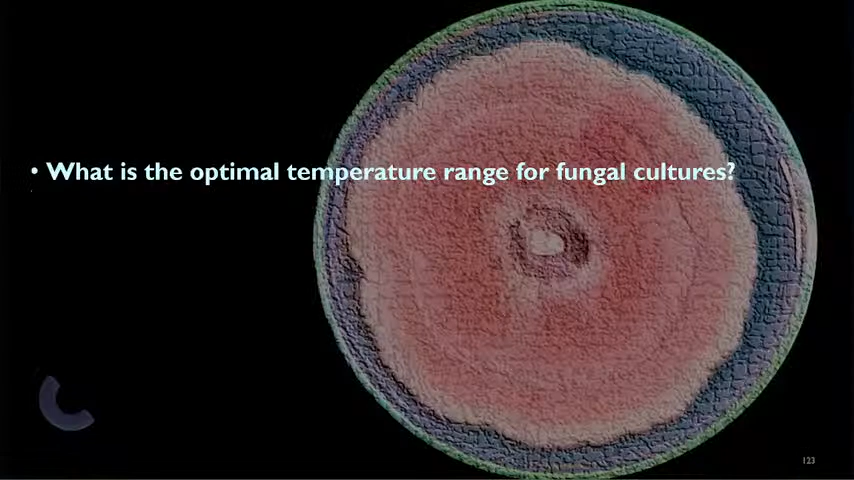 • What is the optimal temperature range for fungal cultures?
123